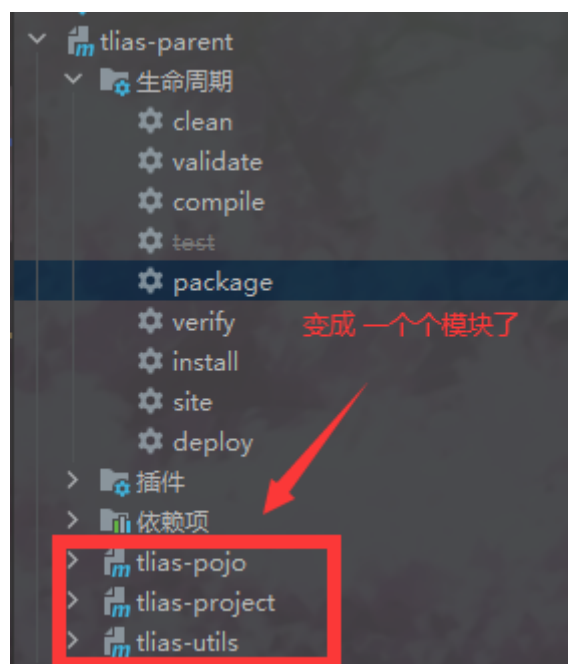 tlias-parent
生命周期
clean
validate
compile
test
package
verify
变成 一个个模块了
install
site
deploy
插件
依赖项
tlias-pojo
tlias-project
tlias-utils